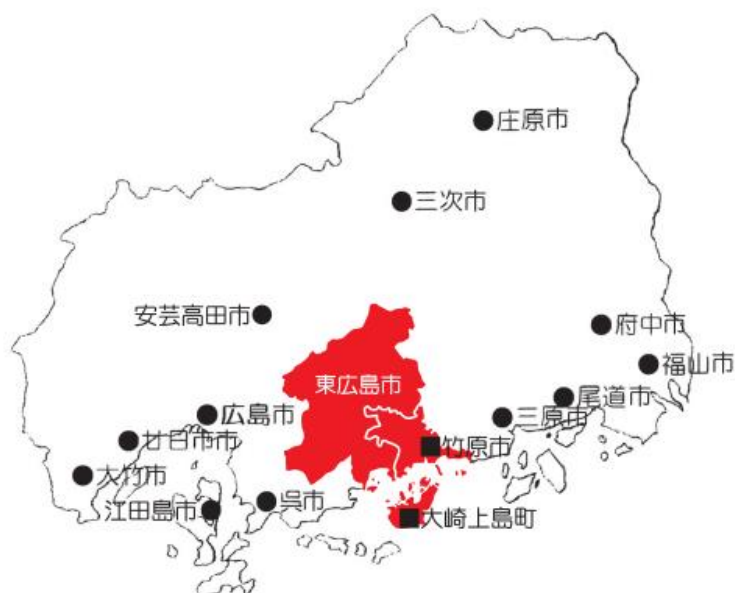 庄原市
三次市
安芸高田市
府中市
福山市
東広島市
尾道市
広島市
三原市
廿日市市
竹原市
大竹市
呉市
江田島市
大崎上島町